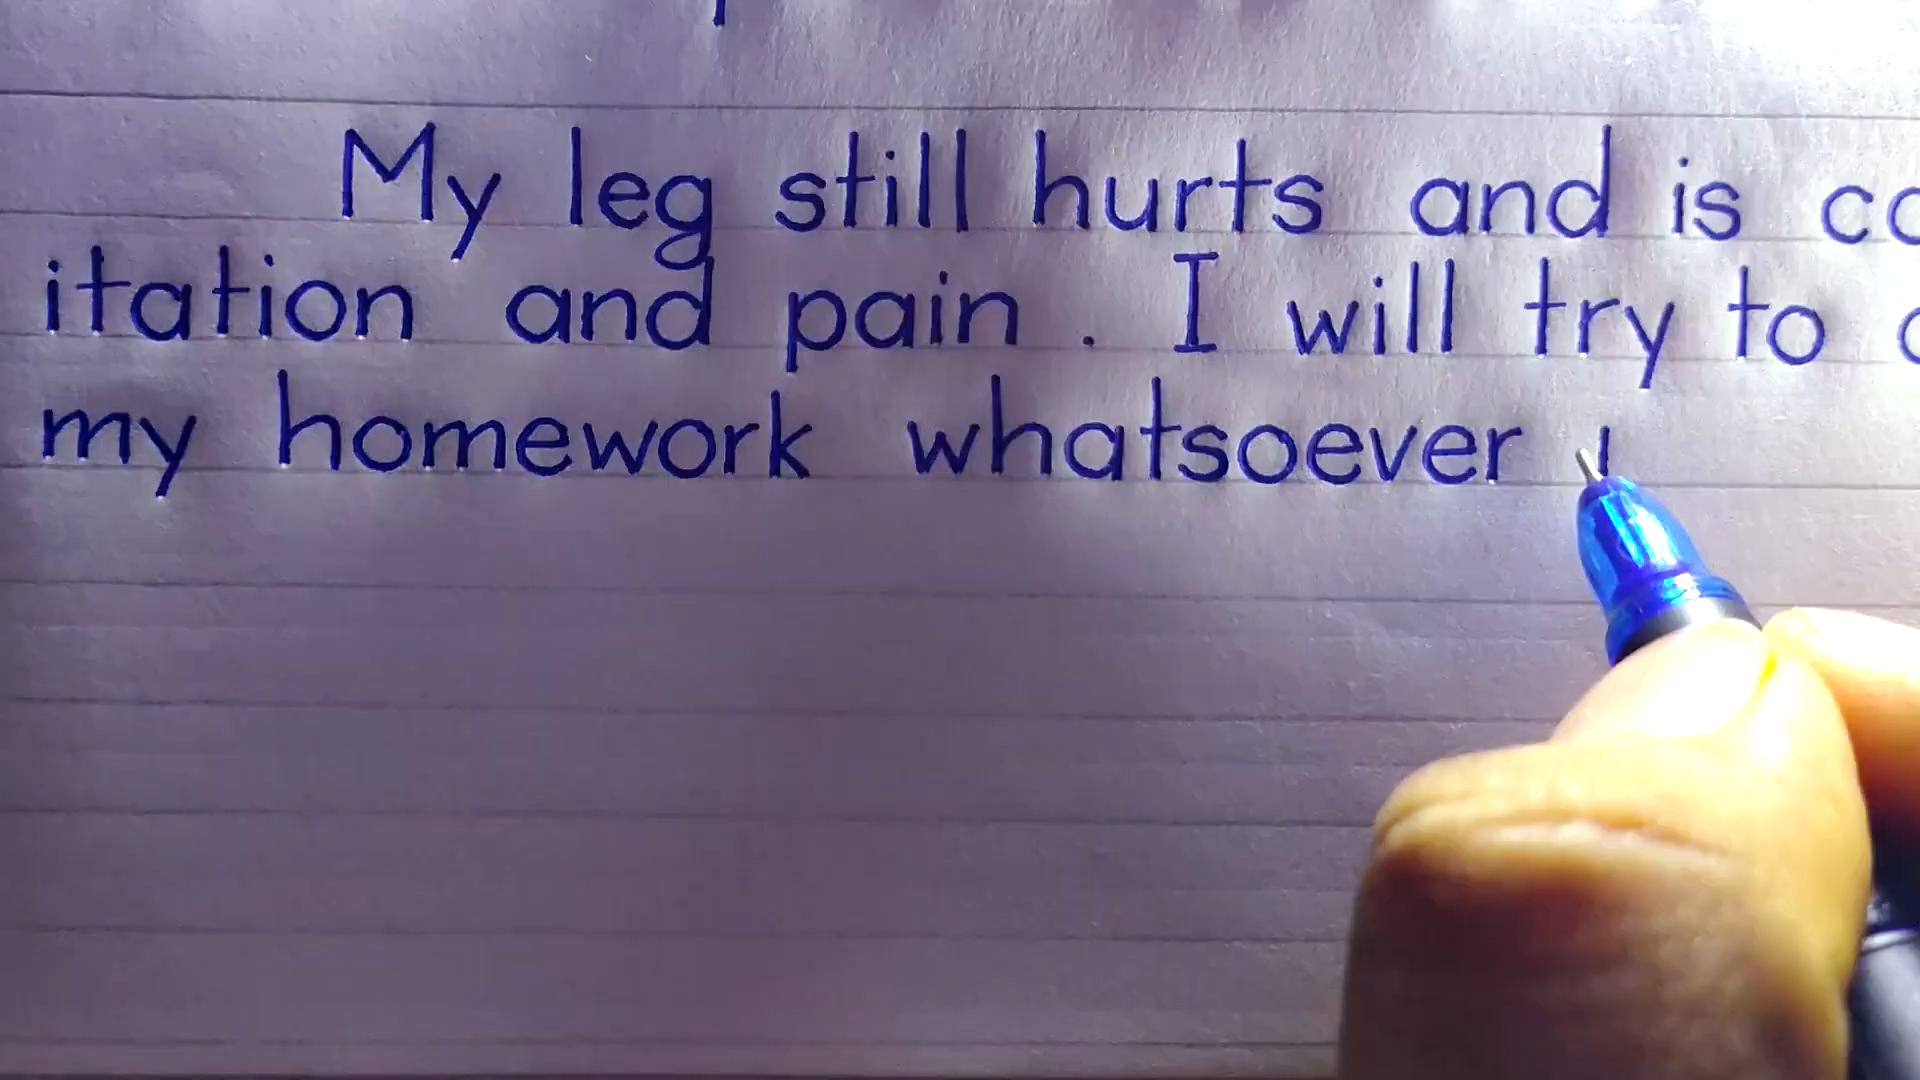 My leg still hurts and is
itation and pain. I will try to
my homework whatsoever